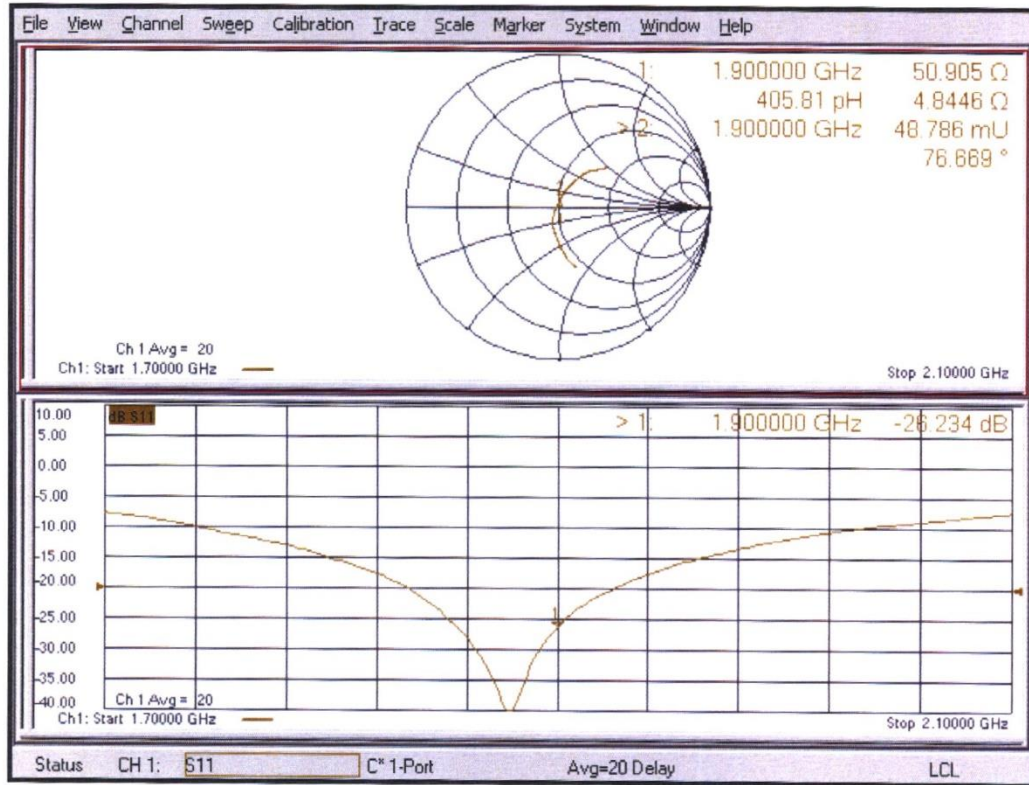 File View Channel Sweep Calibration Trace Scale Marker System Window Help
1: 1.900000 GHz 50.905 Ω
405.81 pH 4.8446 Ω
> 2: 1.900000 GHz 48.786 mU
76.669 °
1
Ch 1 Avg = 20
Ch1: Start 1.70000 GHz
Stop 2.10000 GHz
10.00
dB S11
> 1: 1.900000 GHz -26.234 dB
5.00
0.00
-5.00
-10.00
-15.00
-20.00
-25.00
1
-30.00
-35.00
-40.00
Ch 1 Avg = 20
Ch1: Start 1.70000 GHz
Stop 2.10000 GHz
Status CH 1: S11 C* 1-Port Avg=20 Delay LCL